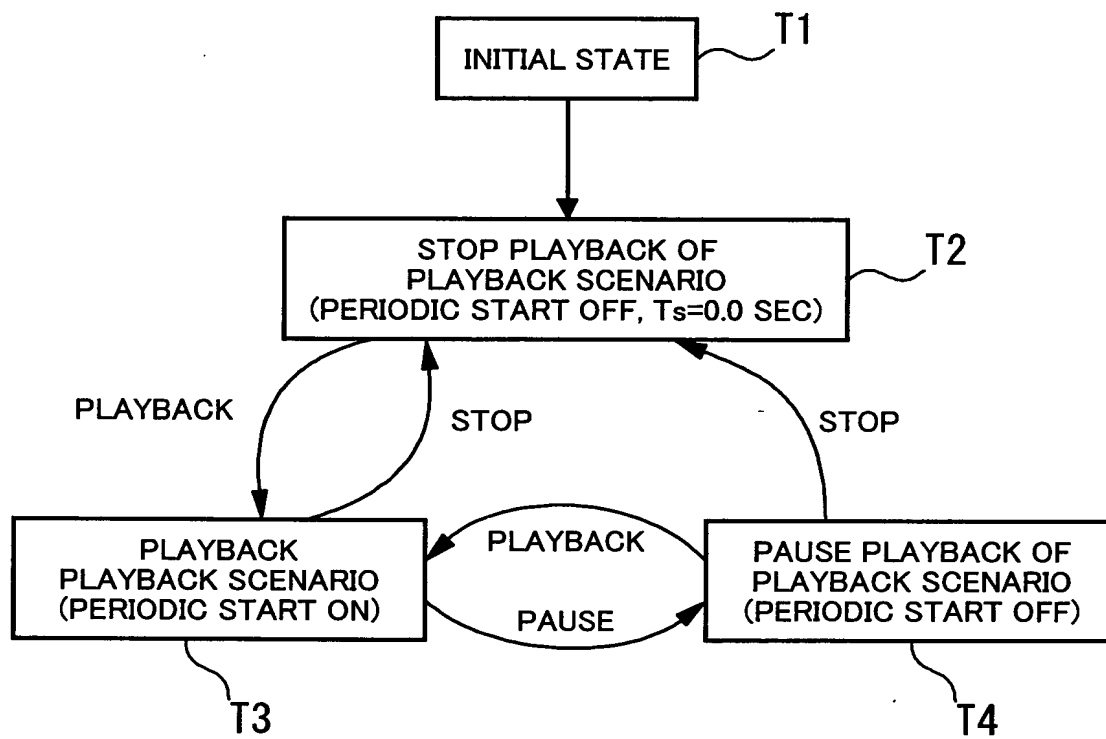 T1
INITIAL STATE
T2
STOP PLAYBACK OF
PLAYBACK SCENARIO
(PERIODIC START OFF, Ts=0.0 SEC)
PLAYBACK
STOP
STOP
PLAYBACK
PLAYBACK SCENARIO
(PERIODIC START ON)
PLAYBACK
PAUSE
PAUSE PLAYBACK OF
PLAYBACK SCENARIO
(PERIODIC START OFF)
T3
T4